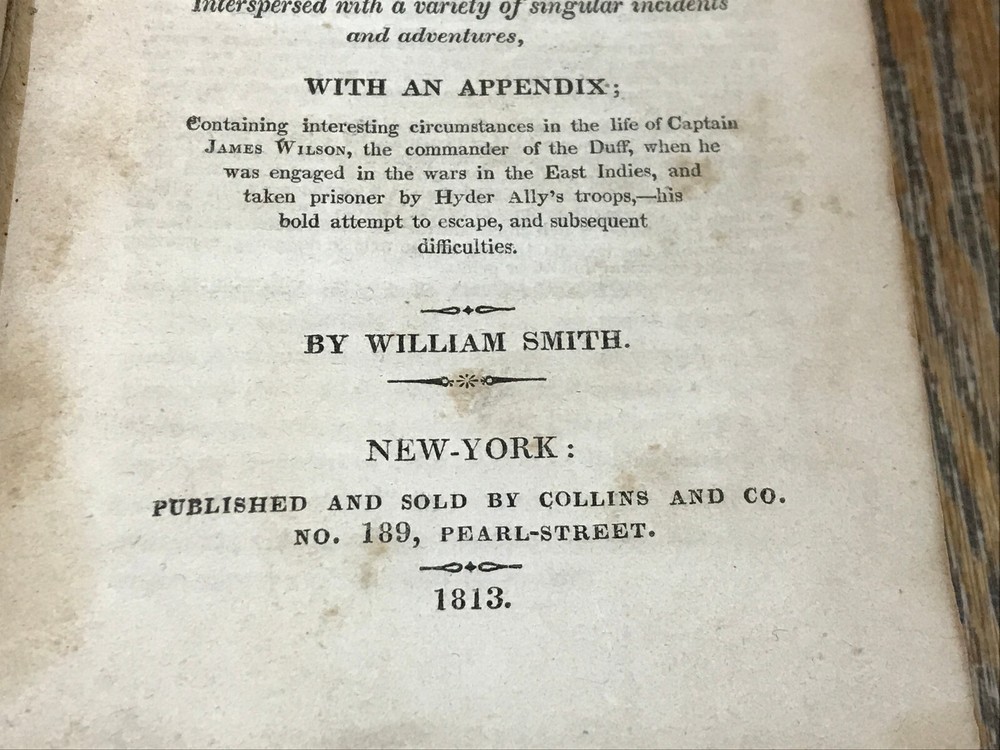 Interspersed with a variety of singular incidents
and adventures,
WITH AN APPENDIX;
Containing interesting circumstances in the life of Captain
JAMES WILSON, the commander of the Duff, when he
was engaged in the wars in the East Indies, and
taken prisoner by Hyder Ally's troops,—his
bold attempt to escape, and subsequent
difficulties.
BY WILLIAM SMITH.
NEW-YORK:
PUBLISHED AND SOLD BY COLLINS AND CO.
NO. 189, PEARL-STREET.
1813.